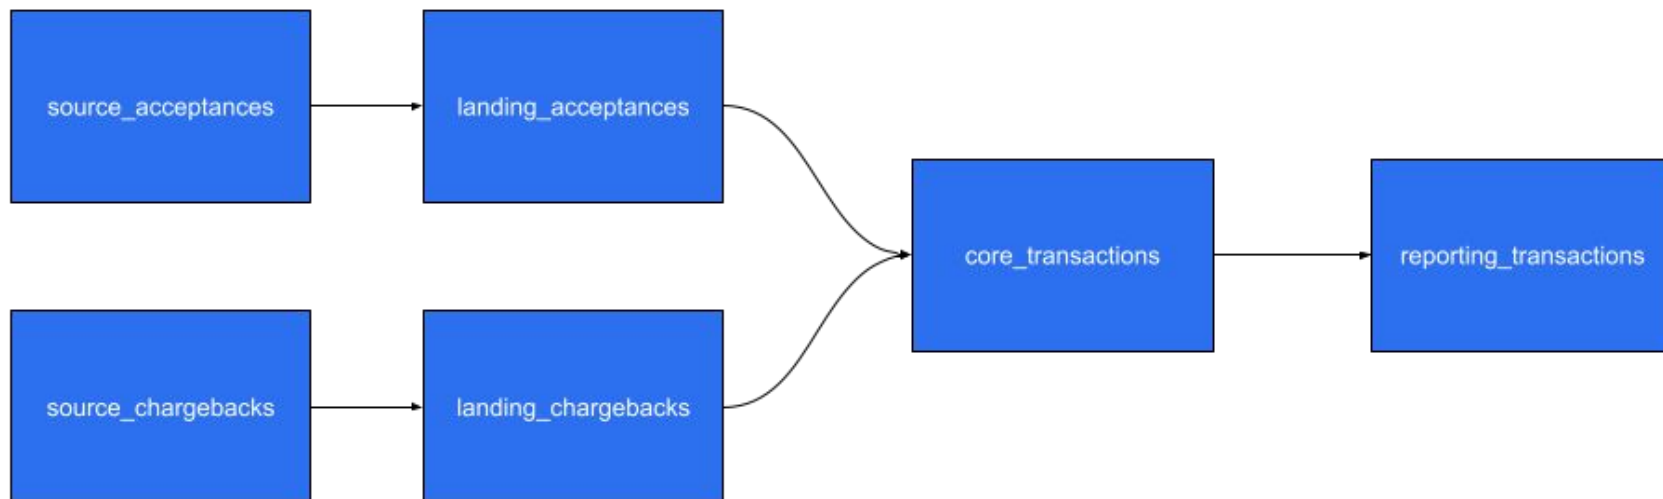 source_acceptances
landing_acceptances
core_transactions
reporting_transactions
source_chargebacks
landing_chargebacks